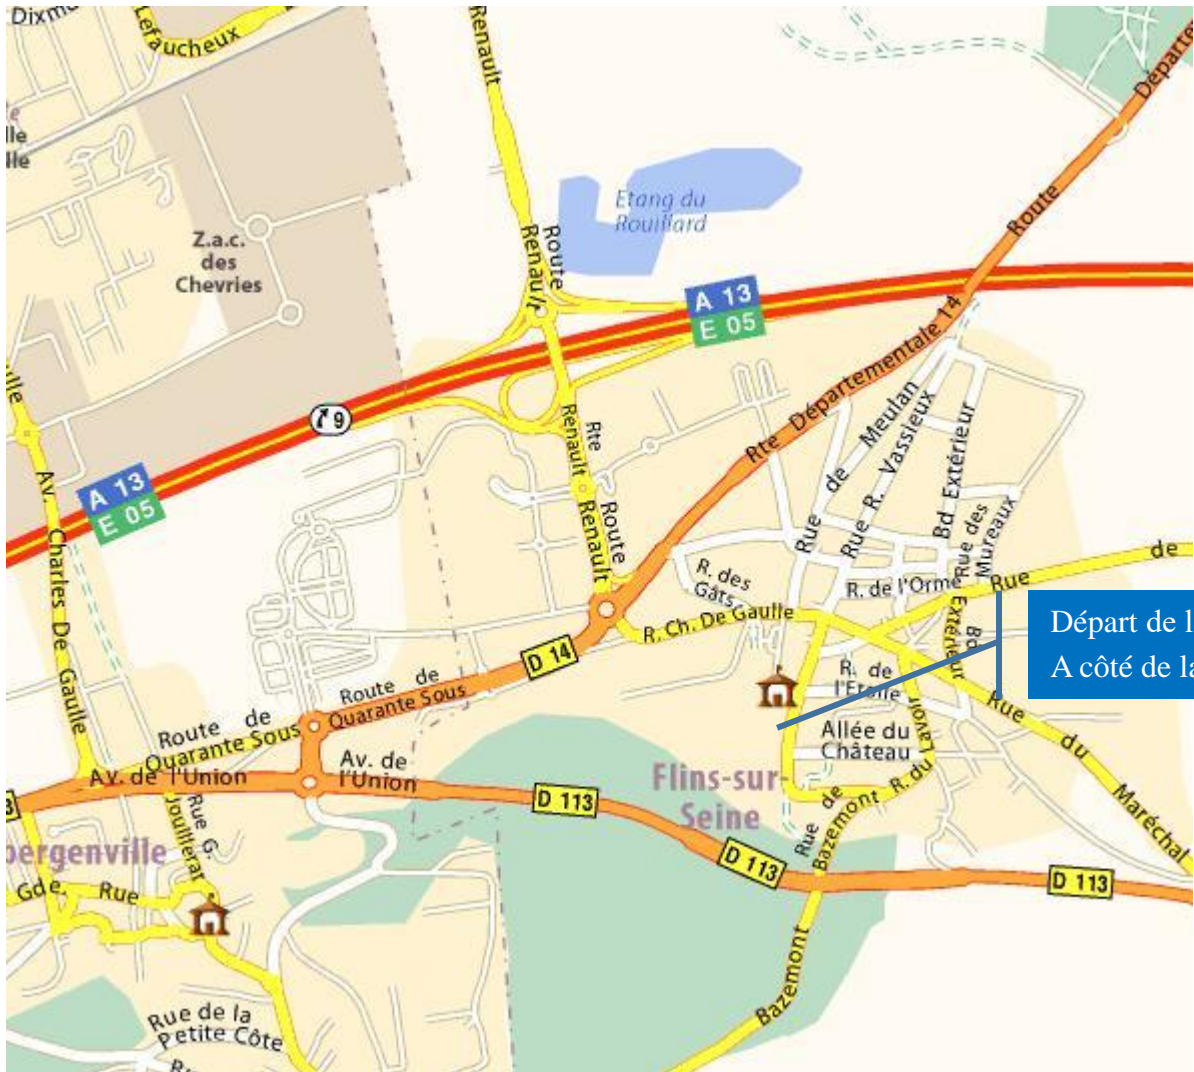 Lefaucheux
Renault
Etang du
Rouillard
Route
Renault
Z.a.c.
des
Chevries
A 13
E 05
Route
9
A 13
E 05
Rte Départementale 14
Rte
Renault
Route
Renault
Rue de Meulan
Rue R. Vassieux
Bd Extérieur
Rue des
Mureaux
Av. Charles De Gaulle
R. des
Gâts
R. de l'Orme
Rue de
R. Ch. De Gaulle
Extérieur
Bd
D 14
Départ de l
A côté de la
Route de
Quarante Sous
R. de
l'Etoile
Rue du Maréchal
Route de
Quarante Sous
Allée du
Château
R. du Lavoir
Av. de l'Union
Av. de
l'Union
Flins-sur-
Seine
D 113
Rue de
Bazemont
Rue G.
bergenville
D 113
D 113
Gde. Rue
Bazemont
Rue de la
Petite Côte